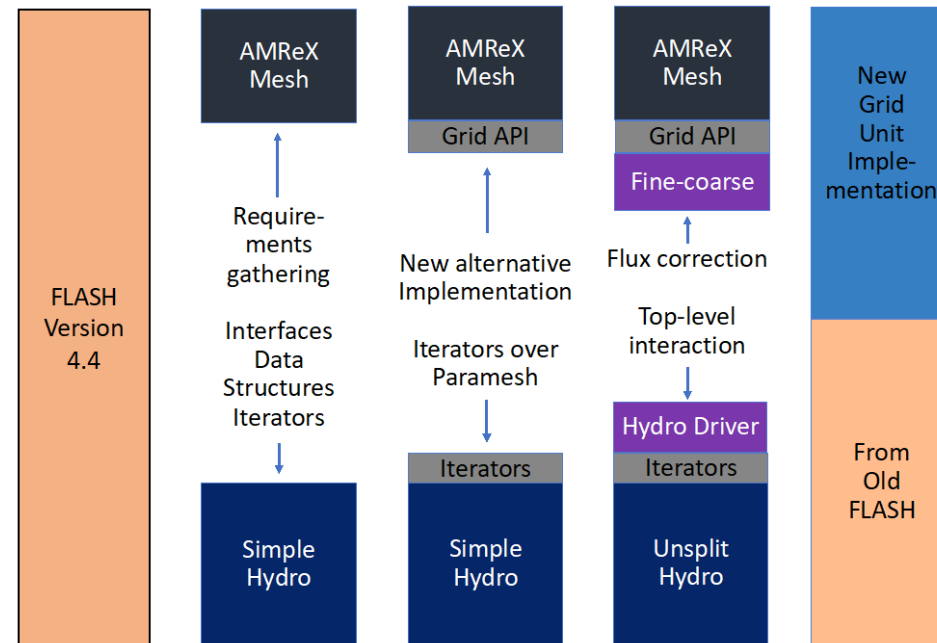 FLASH
Version
4.4
AMReX
Mesh
Require-
ments
gathering
Interfaces
Data
Structures
Iterators
Simple
Hydro
AMReX
Mesh
Grid API
New alternative
Implementation
Iterators over
Paramesh
Iterators
Simple
Hydro
AMReX
Mesh
Grid API
Fine-coarse
Flux correction
Top-level
interaction
Hydro Driver
Iterators
Unsplit
Hydro
New
Grid
Unit
Imple-
mentation
From
Old
FLASH